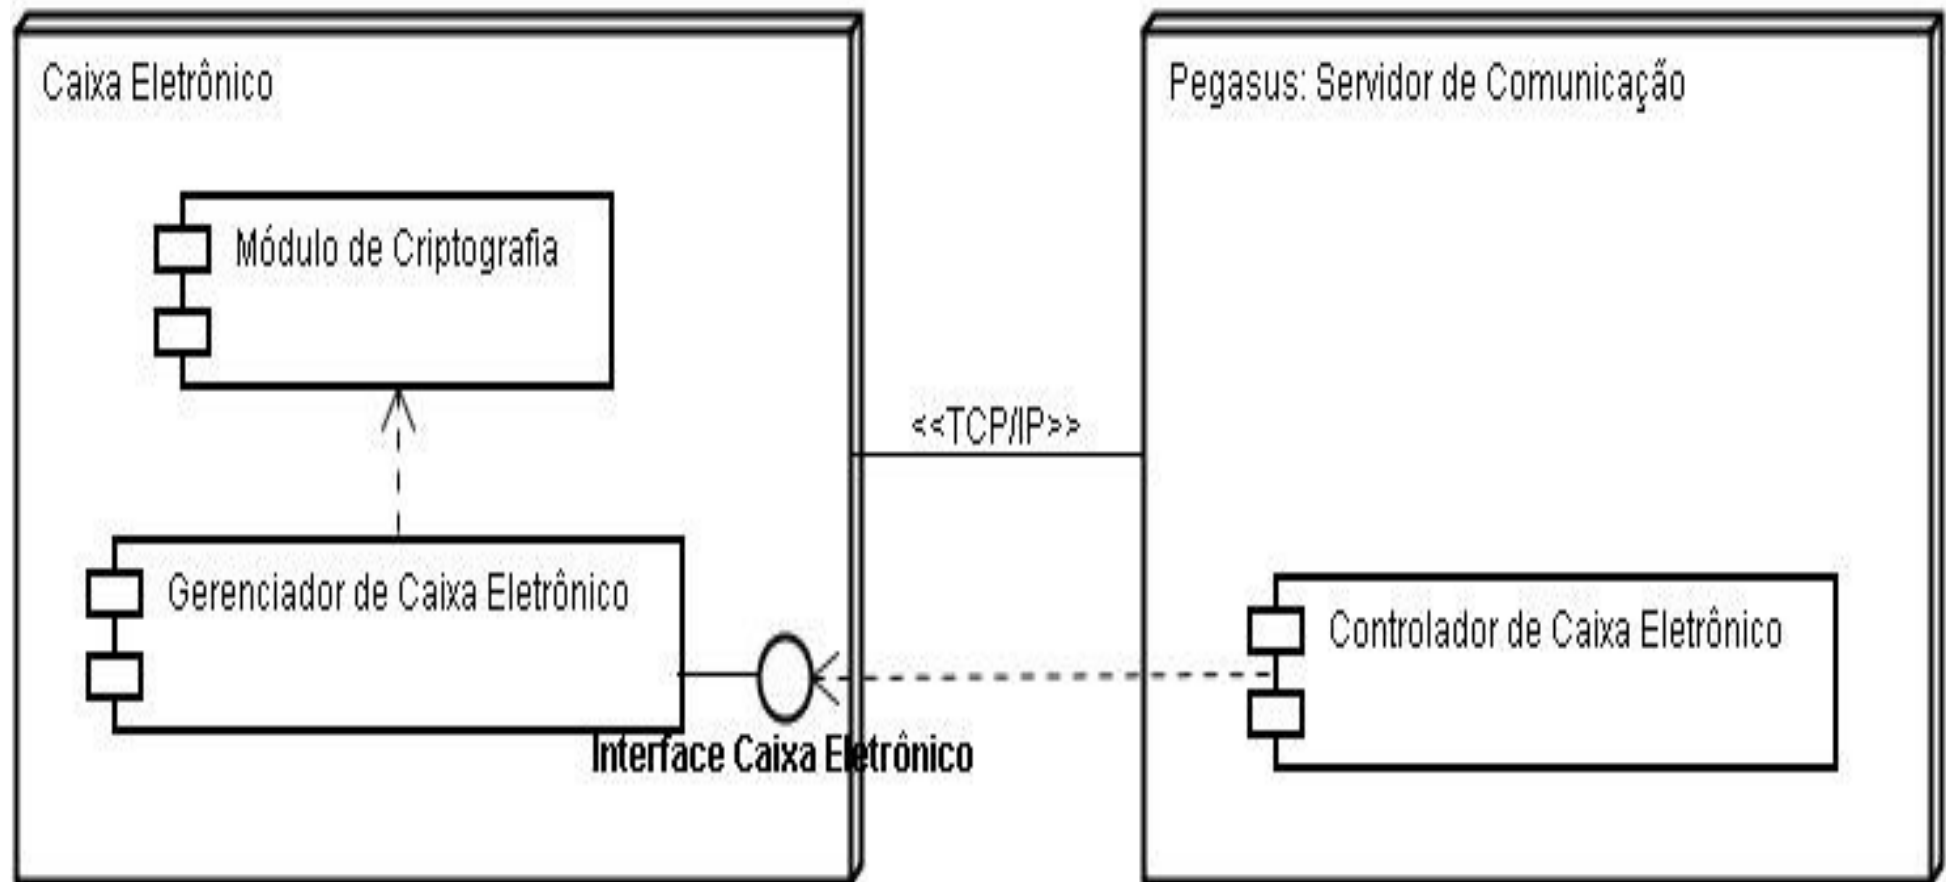 Caixa Eletrônico
Pegasus: Servidor de Comunicação
Módulo de Criptografia
<<TCP/IP>>
Gerenciador de Caixa Eletrônico
Controlador de Caixa Eletrônico
Interface Caixa Eletrônico